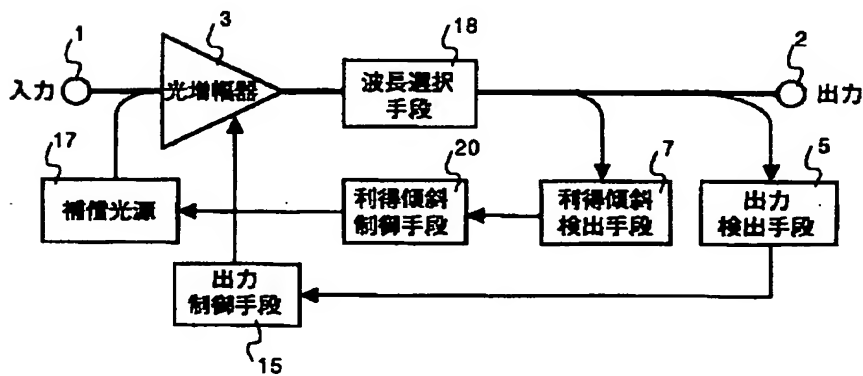 1
3
18
2
入力
光増幅器
波長選択
手段
出力
17
20
7
5
補償光源
利得傾斜
制御手段
利得傾斜
検出手段
出力
検出手段
出力
制御手段
15